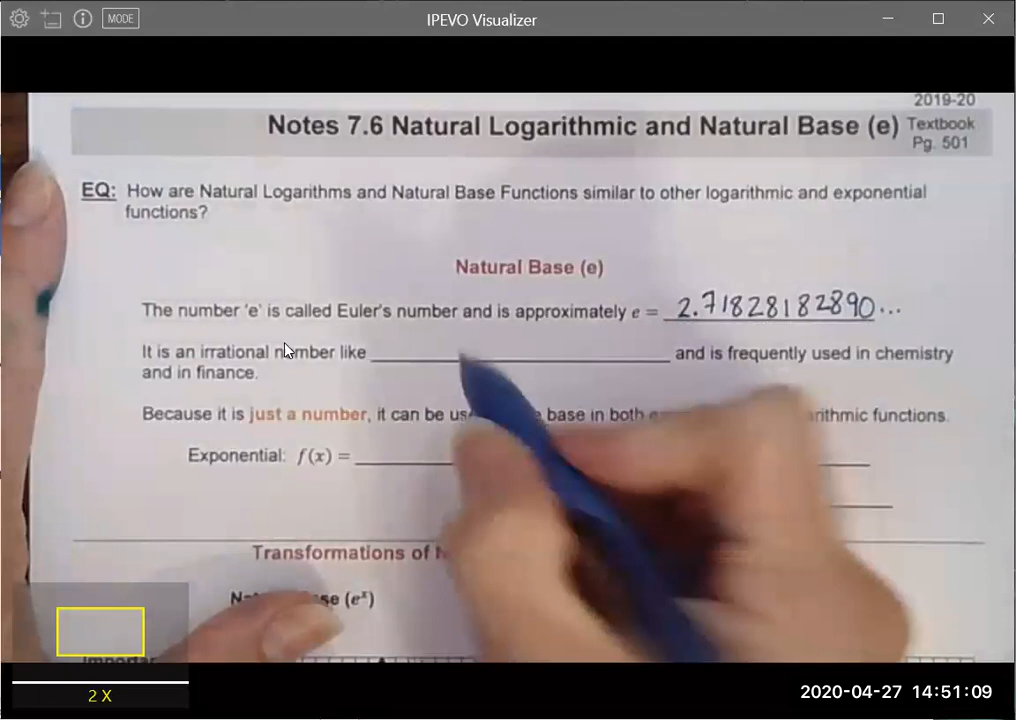 MODE
IPEVO Visualizer
2019-20
Notes 7.6 Natural Logarithmic and Natural Base (e) Textbook
Pg. 501
EQ: How are Natural Logarithms and Natural Base Functions similar to other logarithmic and exponential
functions?
Natural Base (e)
The number 'e' is called Euler's number and is approximately e = 2.71828182890...
It is an irrational number like and is frequently used in chemistry
and in finance.
Because it is just a number, it can be base in both functions.
Exponential: f(x) =
Transformations of
(eˣ)
2 X
2020-04-27 14:51:09